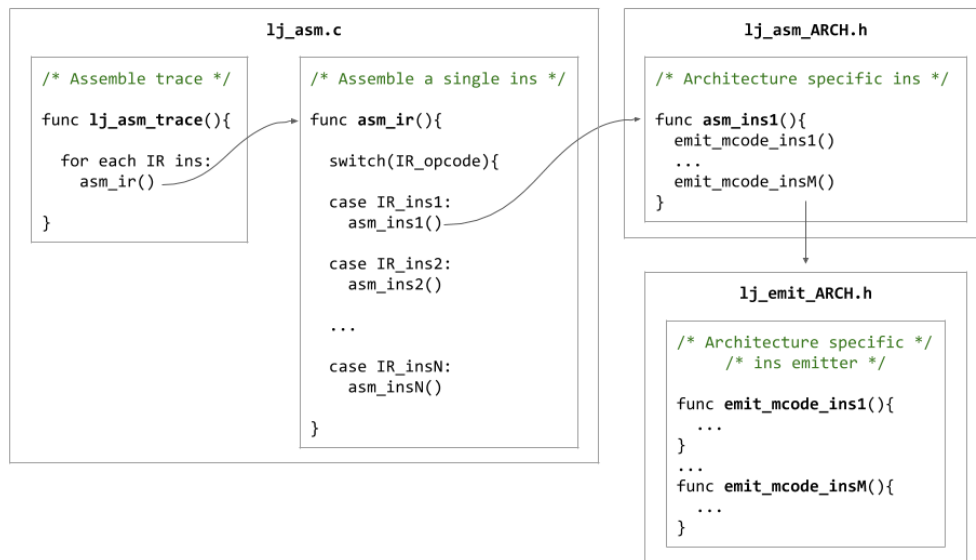 lj_asm.c
/* Assemble trace */
func lj_asm_trace(){
for each IR ins:
asm_ir()
}
/* Assemble a single ins */
func asm_ir(){
switch(IR_opcode){
case IR_ins1:
asm_ins1()
case IR_ins2:
asm_ins2()
...
case IR_insN:
asm_insN()
}
lj_asm_ARCH.h
/* Architecture specific ins */
func asm_ins1(){
emit_mcode_ins1()
...
emit_mcode_insM()
}
lj_emit_ARCH.h
/* Architecture specific */
/* ins emitter */
func emit_mcode_ins1(){
...
}
...
func emit_mcode_insM(){
...
}